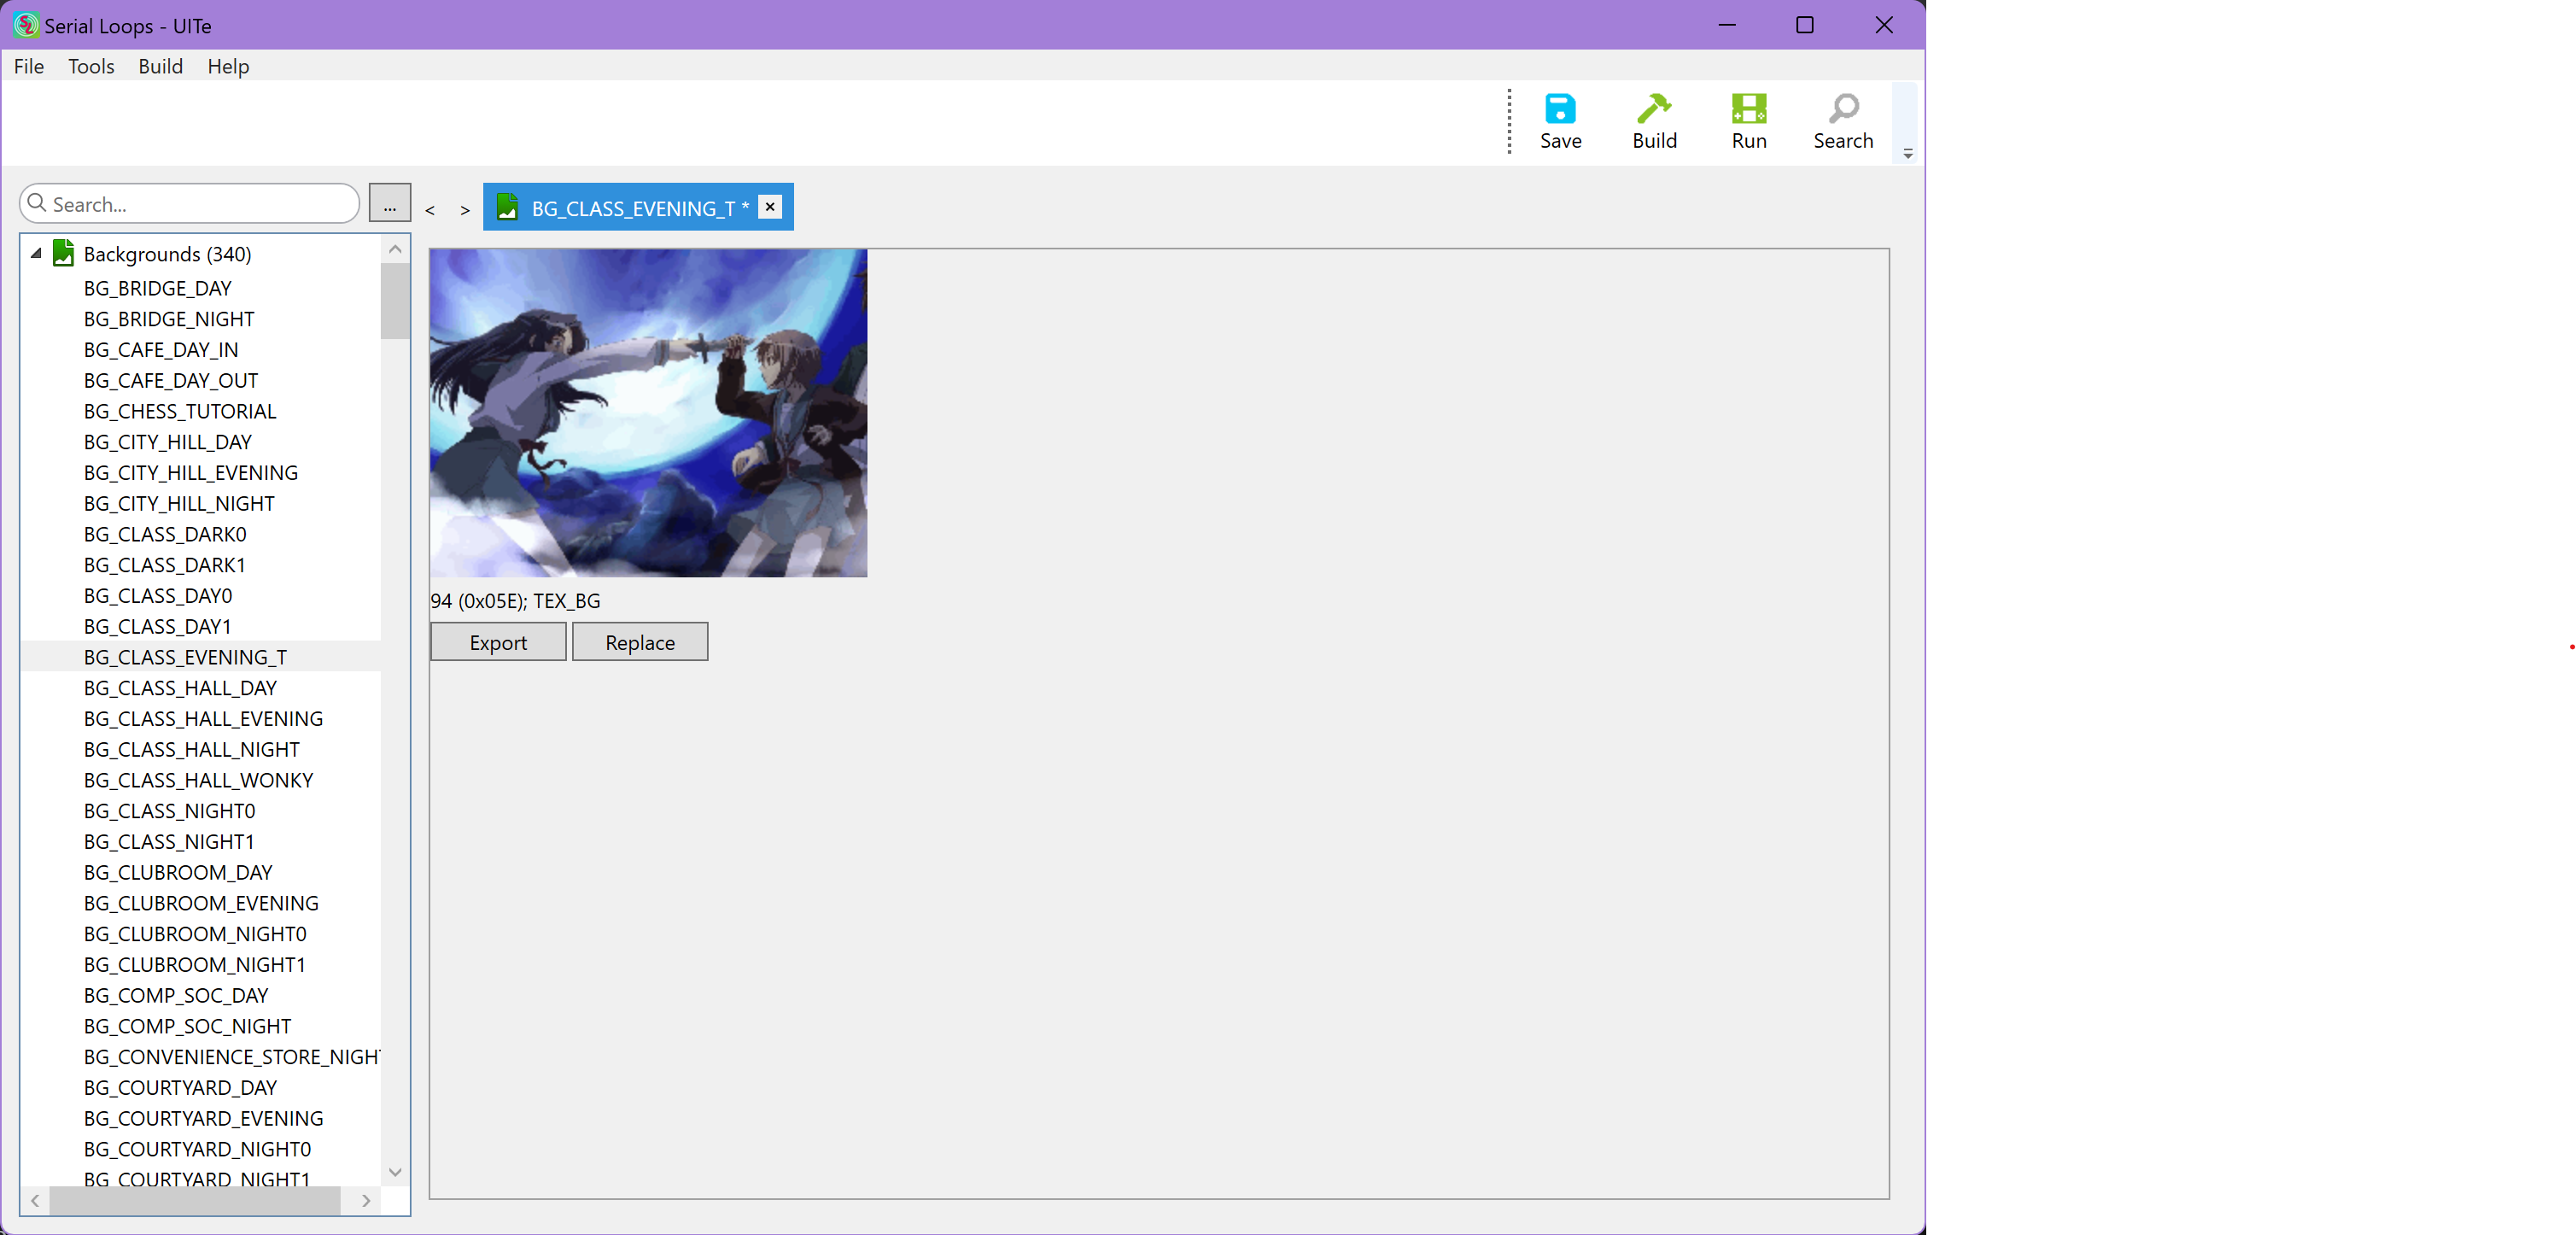 Serial Loops - UITe
File Tools Build Help
Save Build Run Search
Search... ... < > BG_CLASS_EVENING_T * ×
Backgrounds (340)
BG_BRIDGE_DAY
BG_BRIDGE_NIGHT
BG_CAFE_DAY_IN
BG_CAFE_DAY_OUT
BG_CHESS_TUTORIAL
BG_CITY_HILL_DAY
BG_CITY_HILL_EVENING
BG_CITY_HILL_NIGHT
BG_CLASS_DARK0
BG_CLASS_DARK1
BG_CLASS_DAY0
BG_CLASS_DAY1
BG_CLASS_EVENING_T
BG_CLASS_HALL_DAY
BG_CLASS_HALL_EVENING
BG_CLASS_HALL_NIGHT
BG_CLASS_HALL_WONKY
BG_CLASS_NIGHT0
BG_CLASS_NIGHT1
BG_CLUBROOM_DAY
BG_CLUBROOM_EVENING
BG_CLUBROOM_NIGHT0
BG_CLUBROOM_NIGHT1
BG_COMP_SOC_DAY
BG_COMP_SOC_NIGHT
BG_CONVENIENCE_STORE_NIGHT
BG_COURTYARD_DAY
BG_COURTYARD_EVENING
BG_COURTYARD_NIGHT0
BG_COURTYARD_NIGHT1
94 (0x05E); TEX_BG
Export Replace